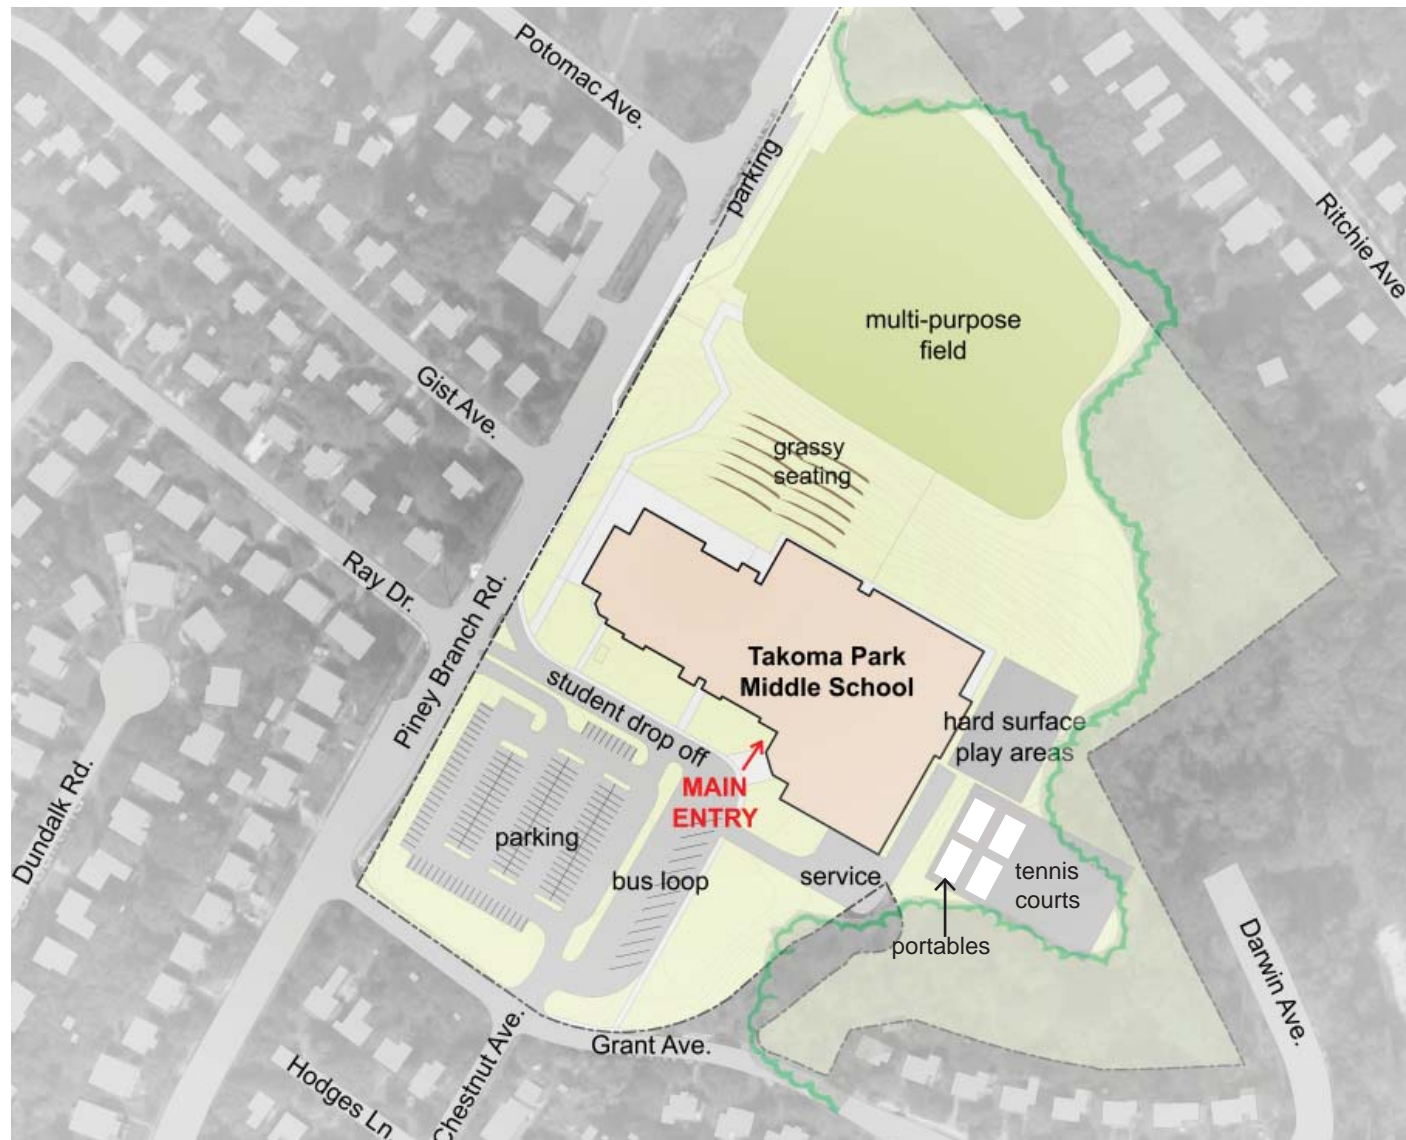 Potomac Ave.
parking
Ritchie Ave
multi-purpose
field
Gist Ave.
grassy
seating
Ray Dr.
Piney Branch Rd.
Takoma Park
Middle School
student drop off
hard surface
play areas
MAIN
ENTRY
Dundalk Rd.
parking
bus loop
service
tennis
courts
portables
Darwin Ave.
Grant Ave.
Chestnut Ave.
Hodges Ln